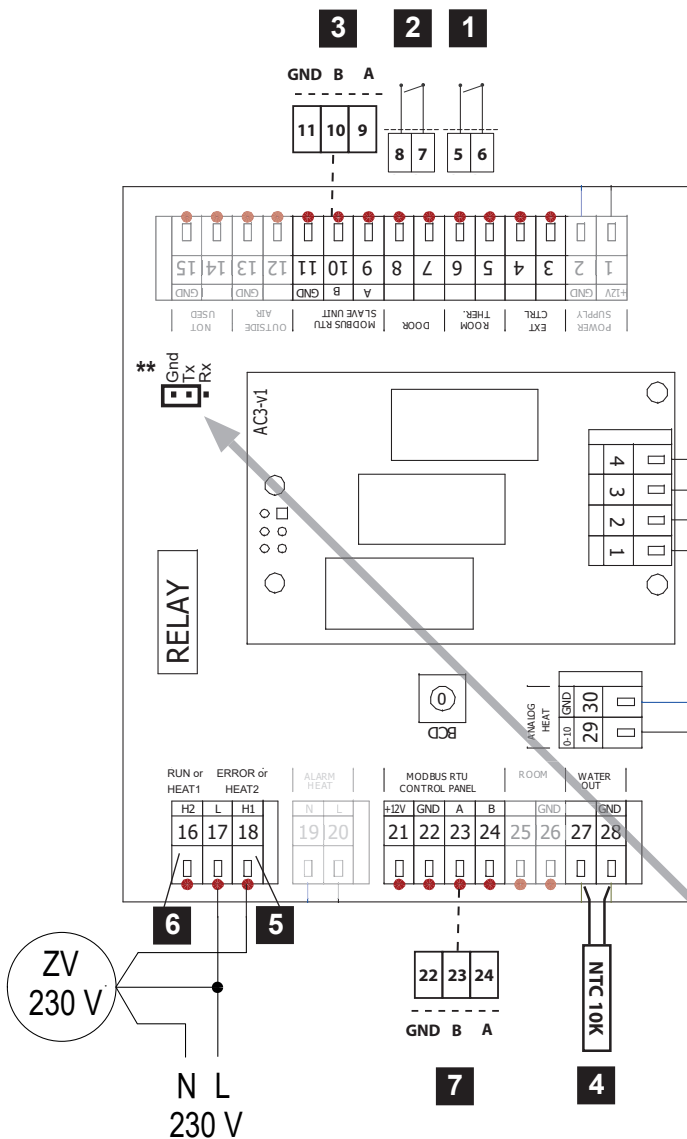 3 2 1
GND B A
11 10 9
8 7
5 6
15 14 13 12 11 10 9 8 7 6 5 4 3 2 1
GND GND GND B A GND +12V
NOT USED
OUTSIDE AIR
MODBUS RTU SLAVE UNIT
DOOR
ROOM THER.
EXT CTRL
POWER SUPPLY
**
Gnd
Tx
Rx
AC3-v1
4
3
2
1
RELAY
0
BCD
ANALOG HEAT
GND 30
0-10 29
RUN or HEAT1
ERROR or HEAT2
ALARM HEAT
MODBUS RTU CONTROL PANEL
ROOM
WATER OUT
H2 L H1 N L +12V GND A B GND GND
16 17 18 19 20 21 22 23 24 25 26 27 28
6 5
ZV
230 V
22 23 24
GND B A
NTC 10K
7 4
N L
230 V